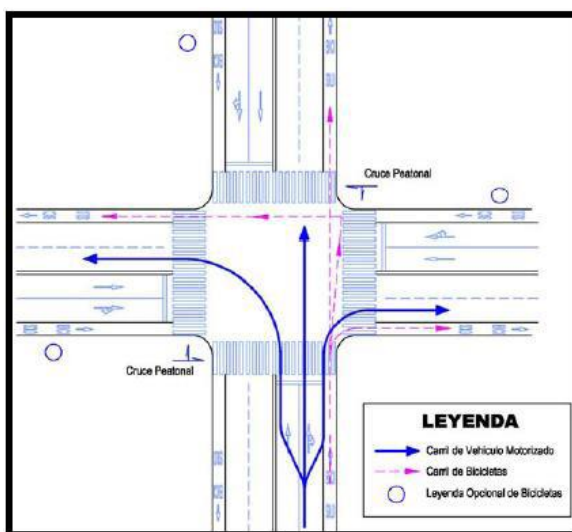 Cruce Peatonal
Cruce Peatonal
LEYENDA
Carril de Vehículo Motorizado
Carril de Bicicletas
Leyenda Opcional de Bicicletas